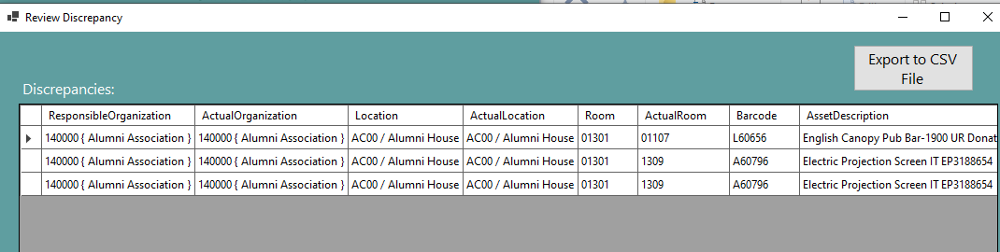 Review Discrepancy
Export to CSV
File
Discrepancies:
ResponsibleOrganization ActualOrganization Location ActualLocation Room ActualRoom Barcode AssetDescription
140000 { Alumni Association } 140000 { Alumni Association } AC00 / Alumni House AC00 / Alumni House 01301 01107 L60656 English Canopy Pub Bar-1900 UR Donat
140000 { Alumni Association } 140000 { Alumni Association } AC00 / Alumni House AC00 / Alumni House 01301 1309 A60796 Electric Projection Screen IT EP3188654
140000 { Alumni Association } 140000 { Alumni Association } AC00 / Alumni House AC00 / Alumni House 01301 1309 A60796 Electric Projection Screen IT EP3188654